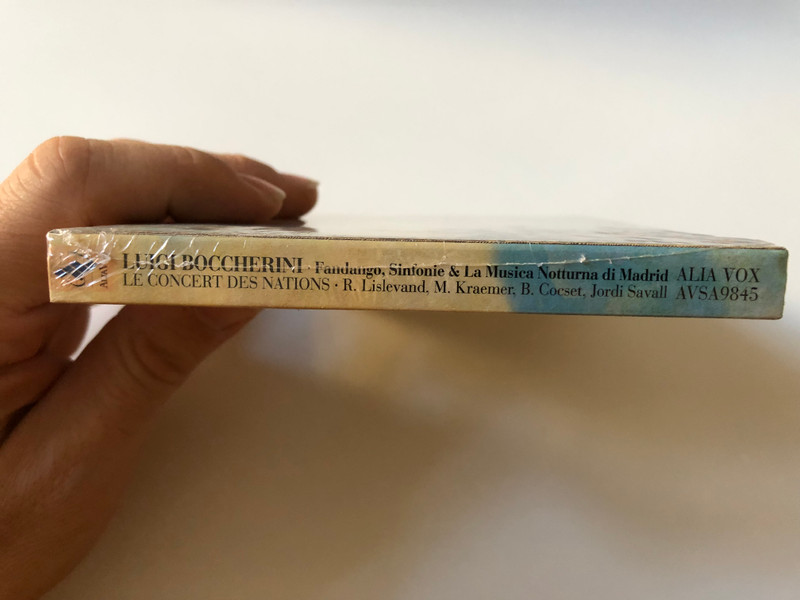 LUIGI BOCCHERINI · Fandango, Sinfonie & La Musica Notturna di Madrid ALIA VOX
LE CONCERT DES NATIONS · R. Lislevand, M. Kraemer, B. Cocset, Jordi Savall AVSA9845